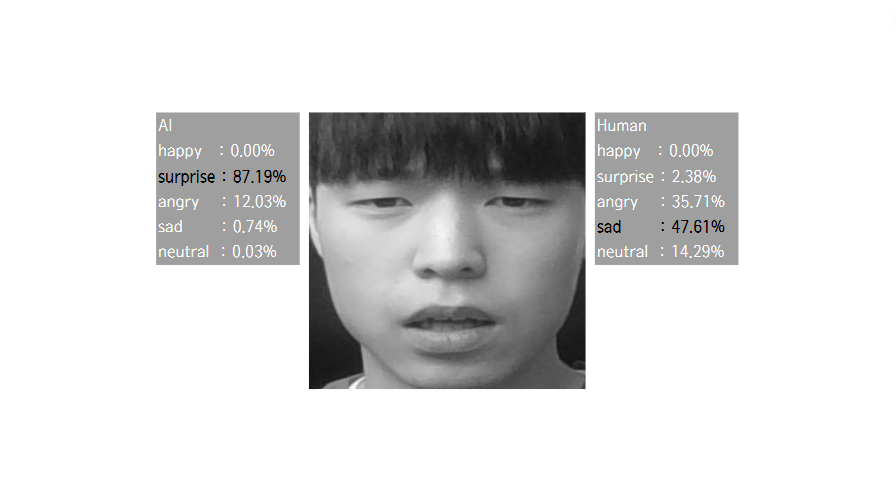 AI
happy : 0.00%
surprise : 87.19%
angry : 12.03%
sad : 0.74%
neutral : 0.03%
Human
happy : 0.00%
surprise : 2.38%
angry : 35.71%
sad : 47.61%
neutral : 14.29%